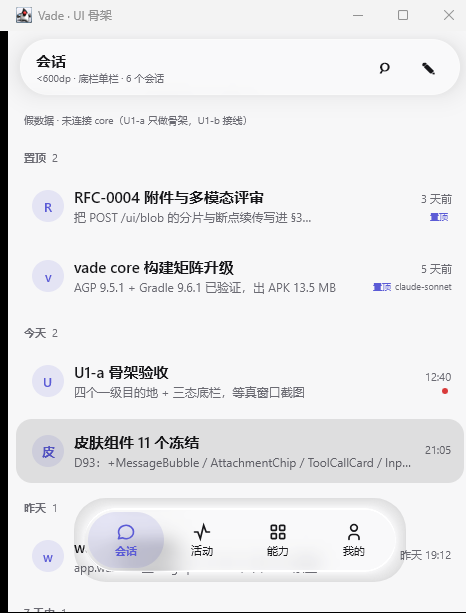 Vade · UI 骨架
会话
<600dp · 底栏单栏 · 6 个会话
假数据 · 未连接 core（U1-a 只做骨架，U1-b 接线）
置顶 2
R
RFC-0004 附件与多模态评审
3 天前
把 POST /ui/blob 的分片与断点续传写进 §3...
置顶
v
vade core 构建矩阵升级
5 天前
AGP 9.5.1 + Gradle 9.6.1 已验证，出 APK 13.5 MB
置顶 claude-sonnet
今天 2
U
U1-a 骨架验收
12:40
四个一级目的地 + 三态底栏，等真窗口截图
皮
皮肤组件 11 个冻结
21:05
D93：+MessageBubble / AttachmentChip / ToolCallCard / Inp...
昨天 1
w
w
昨天 19:12
会话
活动
能力
我的